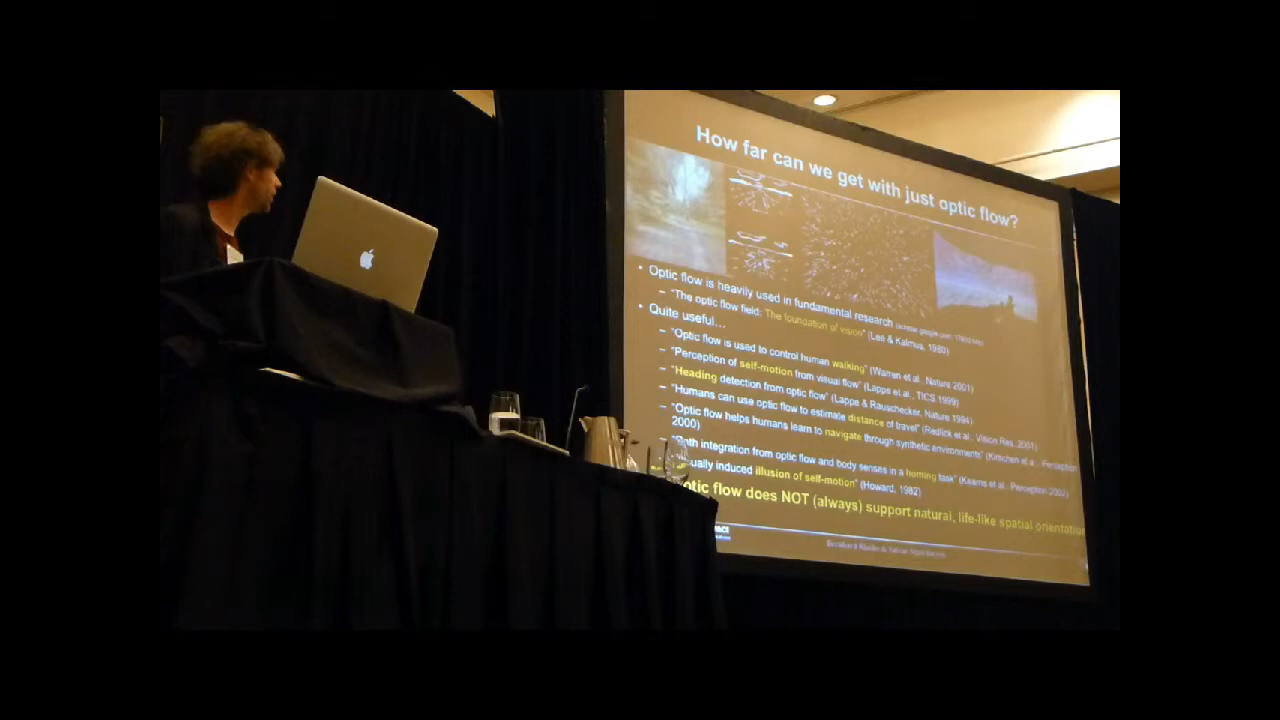 How far can we get with just optic flow?
• Optic flow is heavily used in fundamental research
– "The optic flow field: The foundation of vision" (Lee & Kalmus, 1980)
• Quite useful…
– "Optic flow is used to control human walking" (Warren et al., Nature 2001)
– "Perception of self-motion from visual flow" (Lappe et al., TICS 1999)
– "Heading detection from optic flow" (Lappe & Rauschecker, Nature 1994)
– "Humans can use optic flow to estimate distance of travel" (Redlick et al., Vision Res. 2001)
– "Optic flow helps humans learn to navigate through synthetic environments" (Kirschen et al., Perception
2000)
integration from optic flow and body senses in a homing task" (Kearns et al., Perception 2002)
induced illusion of self-motion" (Howard, 1982)
flow does NOT (always) support natural, life-like spatial orientation